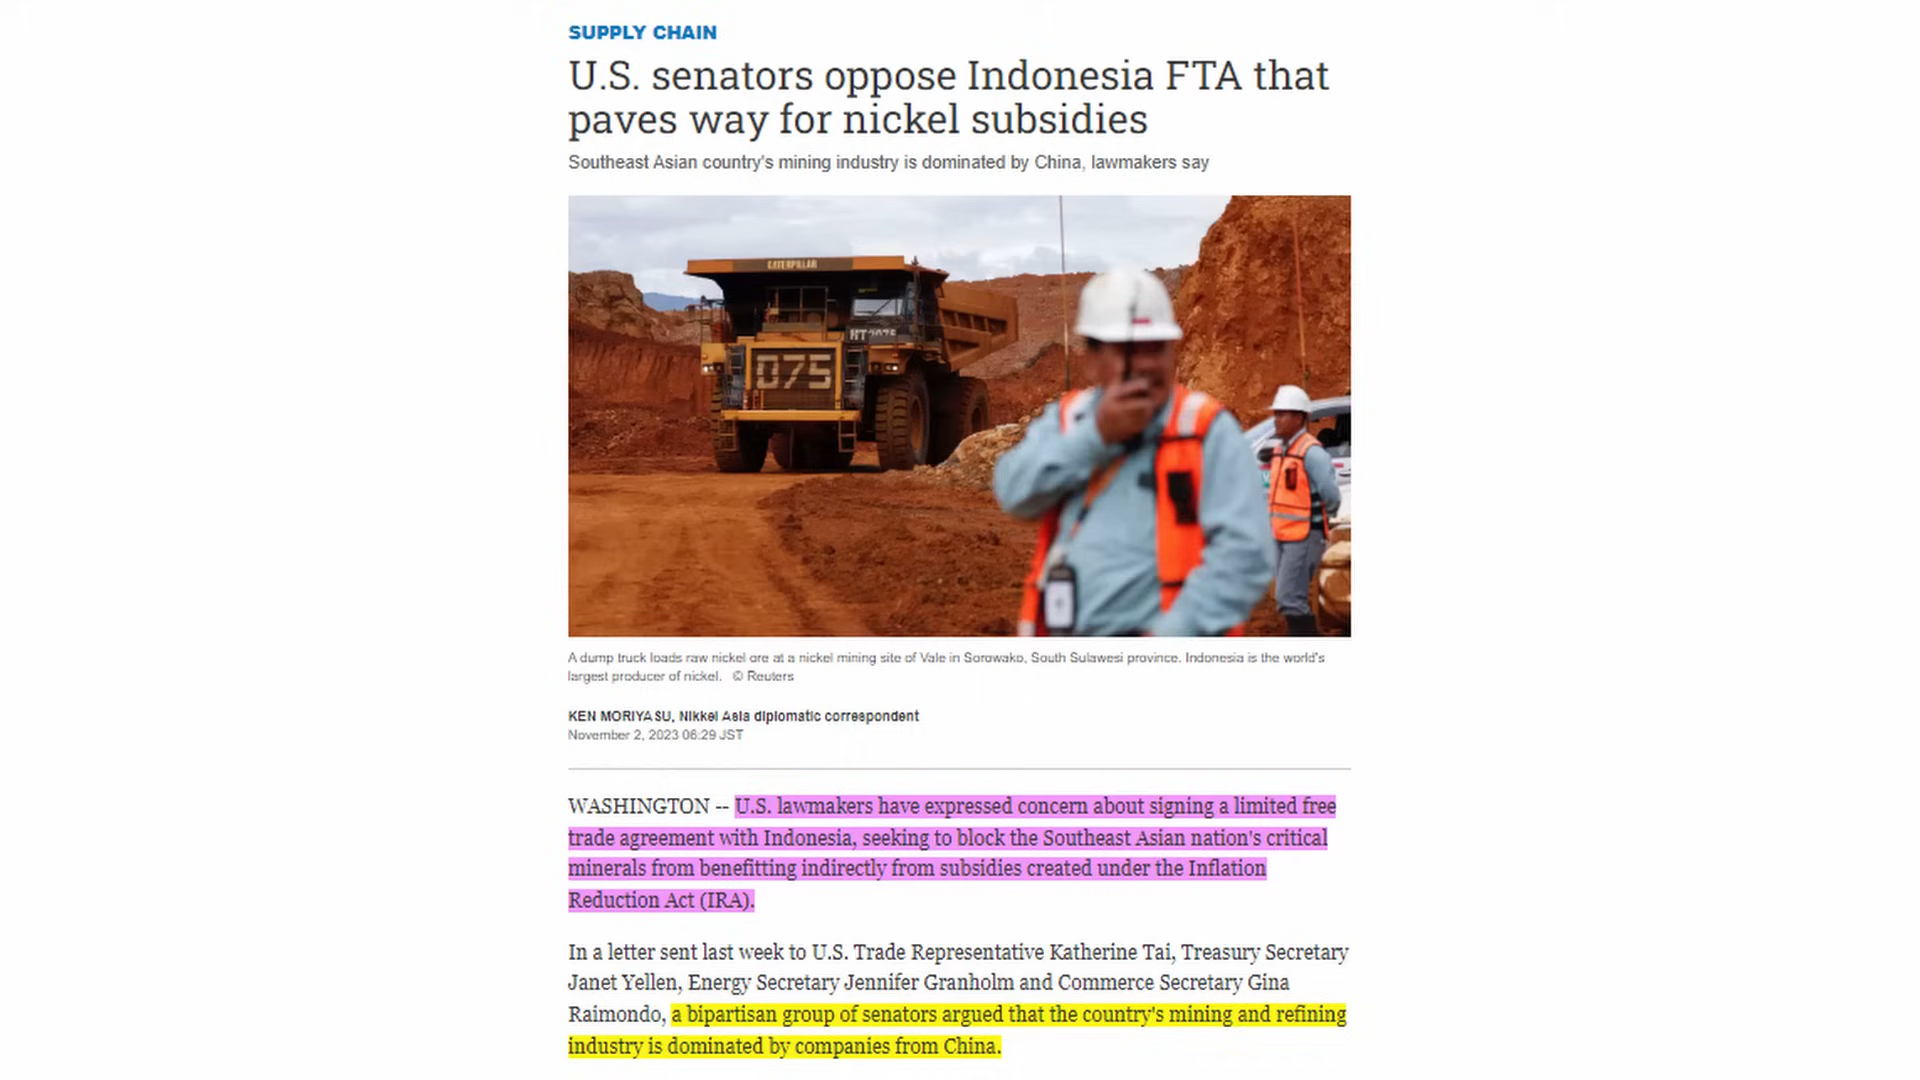 SUPPLY CHAIN
U.S. senators oppose Indonesia FTA that
paves way for nickel subsidies
Southeast Asian country's mining industry is dominated by China, lawmakers say
CATERPILLAR
HT 2075
075
A dump truck loads raw nickel ore at a nickel mining site of Vale in Sorowako, South Sulawesi province. Indonesia is the world's
largest producer of nickel. © Reuters
KEN MORIYASU, Nikkei Asia diplomatic correspondent
November 2, 2023 06:29 JST
WASHINGTON -- U.S. lawmakers have expressed concern about signing a limited free
trade agreement with Indonesia, seeking to block the Southeast Asian nation's critical
minerals from benefitting indirectly from subsidies created under the Inflation
Reduction Act (IRA).
In a letter sent last week to U.S. Trade Representative Katherine Tai, Treasury Secretary
Janet Yellen, Energy Secretary Jennifer Granholm and Commerce Secretary Gina
Raimondo, a bipartisan group of senators argued that the country's mining and refining
industry is dominated by companies from China.